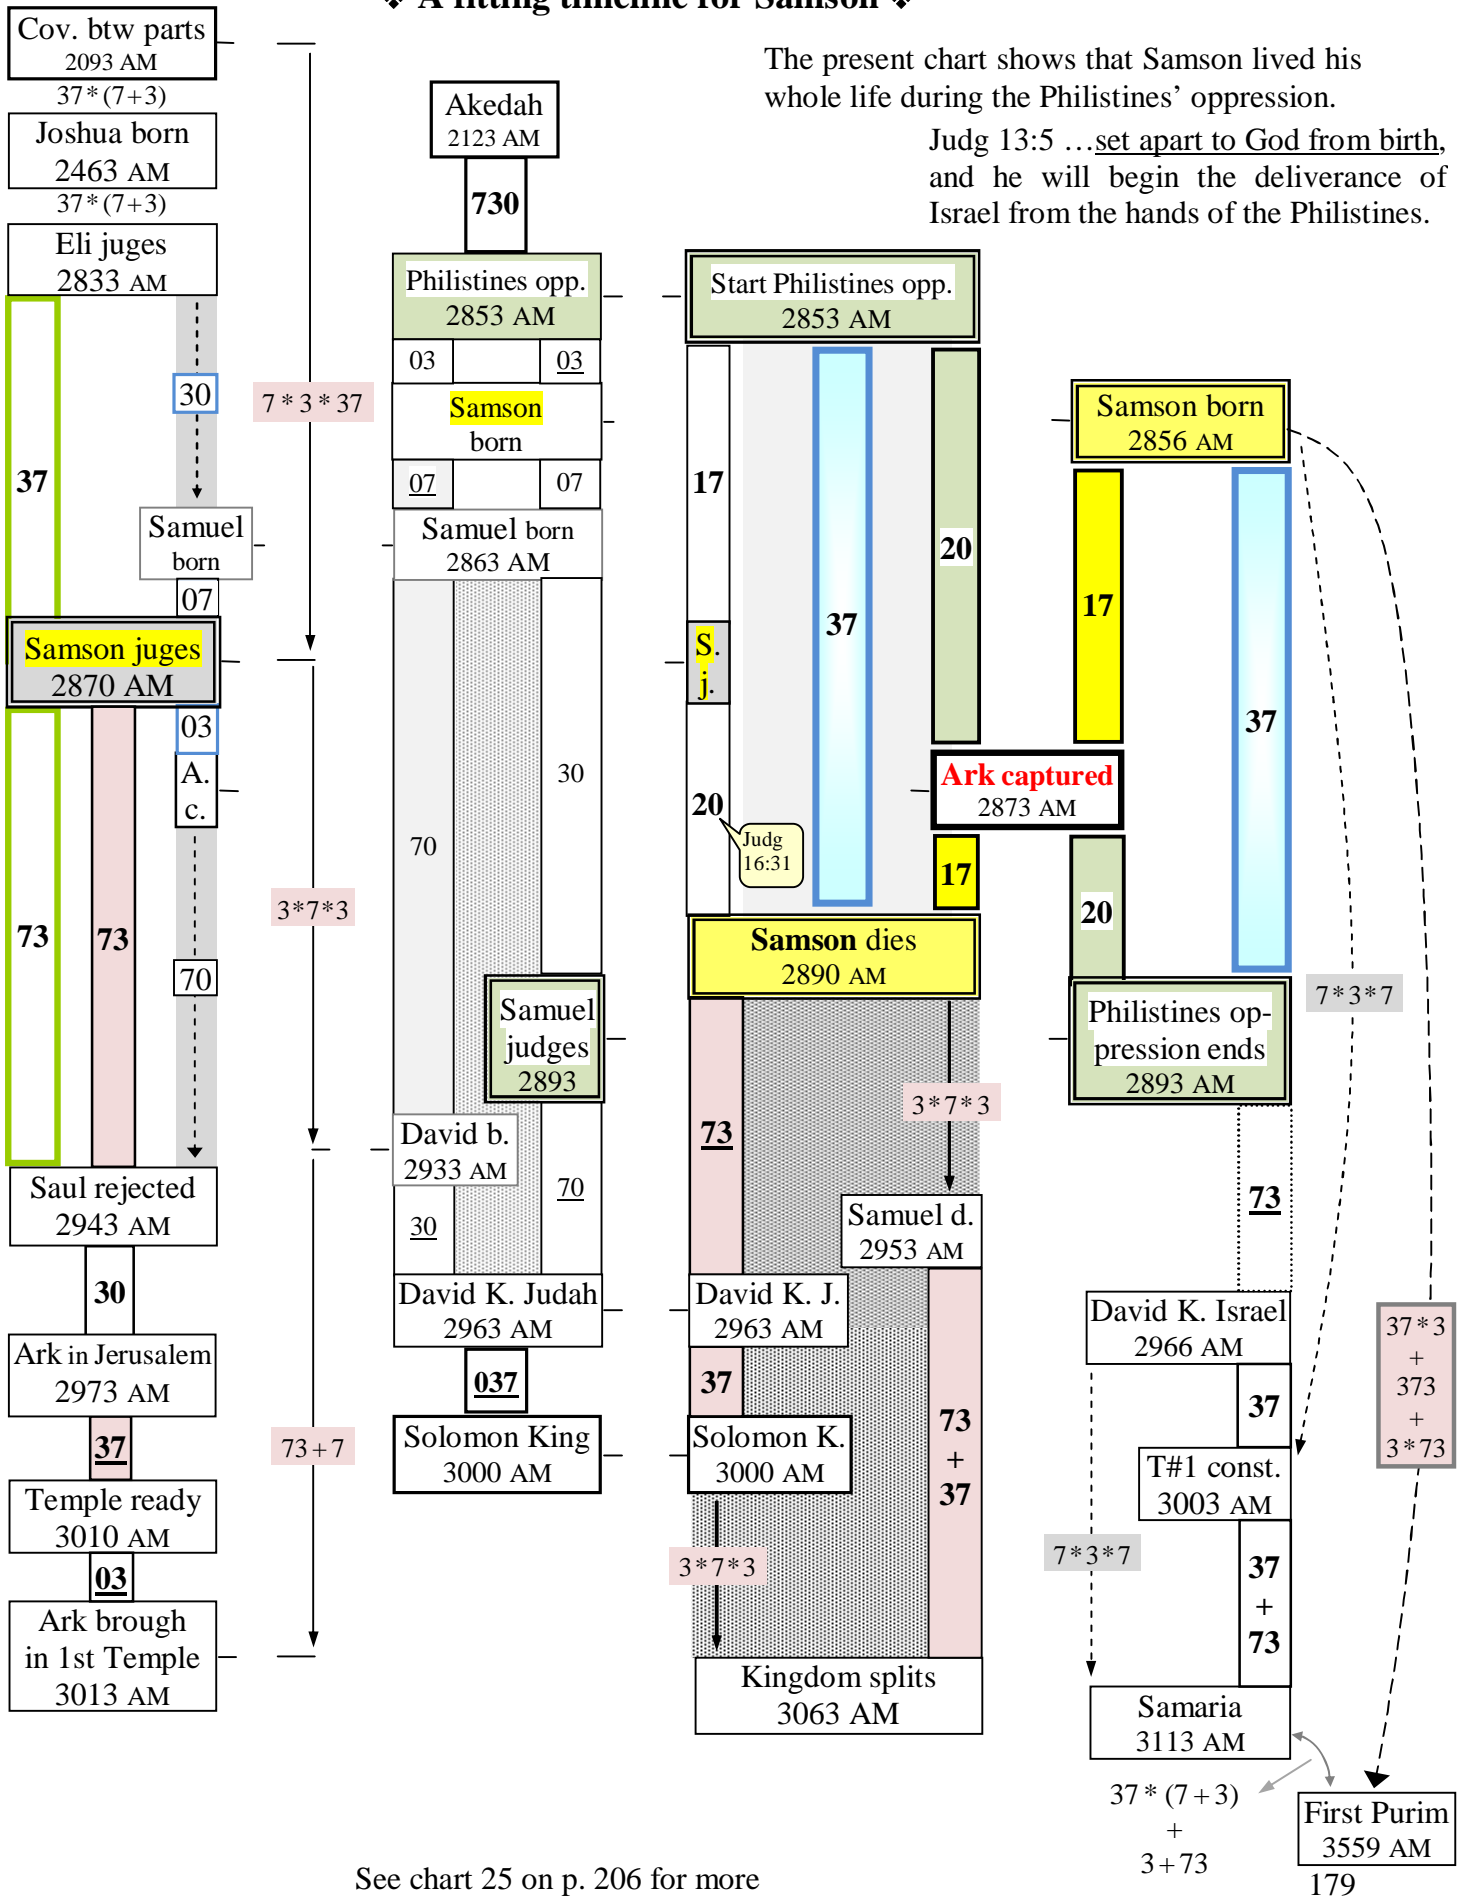 ❖ A fitting timeline for Samson ❖
The present chart shows that Samson lived his
whole life during the Philistines’ oppression.
Judg 13:5 …set apart to God from birth,
and he will begin the deliverance of
Israel from the hands of the Philistines.
Cov. btw parts
2093 AM
37*(7+3)
Joshua born
2463 AM
37*(7+3)
Eli juges
2833 AM
37
30
Samuel
born
07
Samson juges
2870 AM
03
A.
c.
73
73
70
Saul rejected
2943 AM
30
Ark in Jerusalem
2973 AM
37
Temple ready
3010 AM
03
Ark brough
in 1st Temple
3013 AM
7*3*37
3*7*3
73+7
Akedah
2123 AM
730
Philistines opp.
2853 AM
03
03
Samson
born
07
07
Samuel born
2863 AM
70
30
Samuel
judges
2893
David b.
2933 AM
30
70
David K. Judah
2963 AM
037
Solomon King
3000 AM
Start Philistines opp.
2853 AM
17
37
20
S.
j.
20
Judg
16:31
Ark captured
2873 AM
17
Samson dies
2890 AM
73
3*7*3
Samuel d.
2953 AM
David K. J.
2963 AM
37
Solomon K.
3000 AM
73
+
37
3*7*3
Kingdom splits
3063 AM
Samson born
2856 AM
17
37
20
Philistines op-
pression ends
2893 AM
7*3*7
73
David K. Israel
2966 AM
37
37*3
+
373
+
3*73
T#1 const.
3003 AM
7*3*7
37
+
73
Samaria
3113 AM
37*(7+3)
+
3+73
First Purim
3559 AM
See chart 25 on p. 206 for more
179